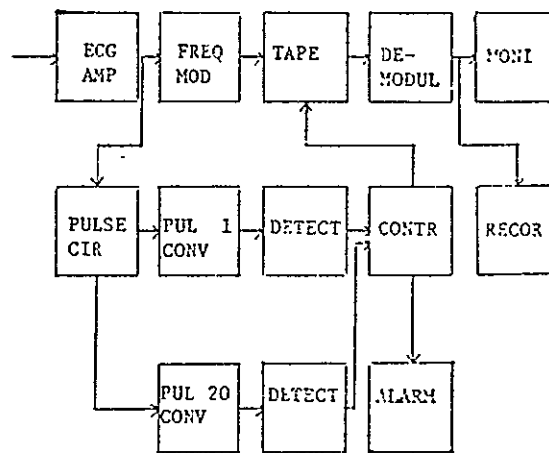 ECG
AMP
FREQ
MOD
TAPE
DE-
MODUL
MONI
PULSE
CIR
PUL 1
CONV
DETECT
CONTR
RECOR
PUL 20
CONV
DETECT
ALARM